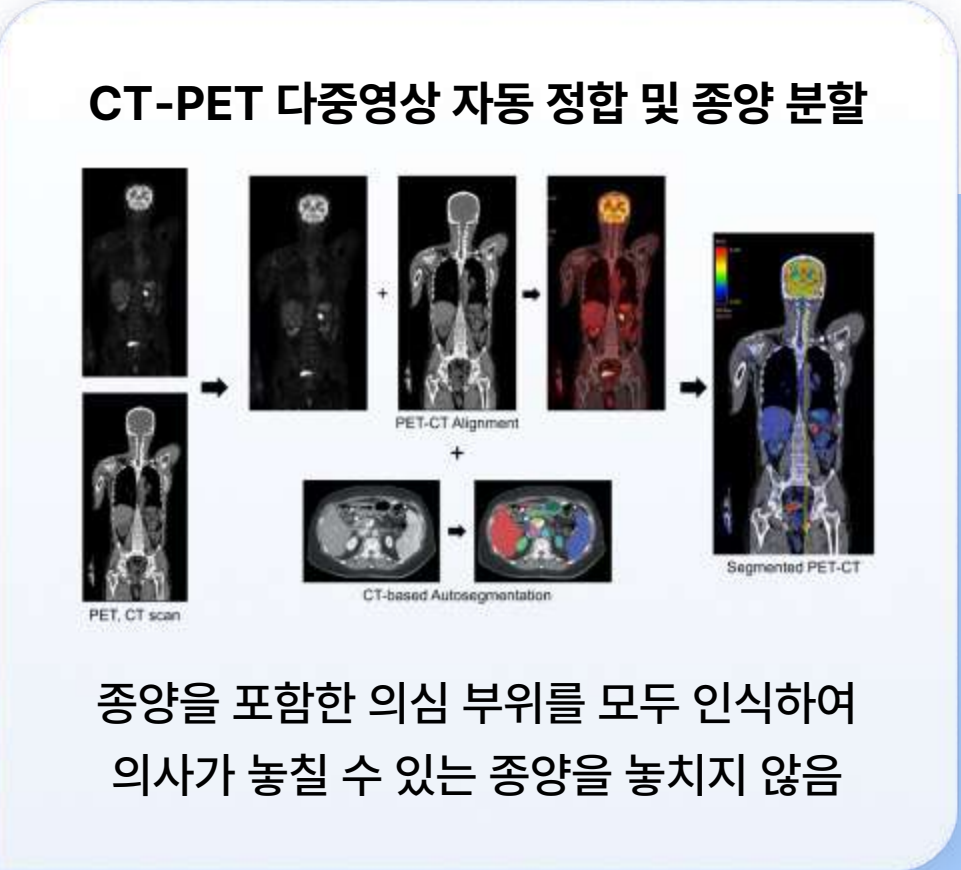 CT-PET 다중영상 자동 정합 및 종양 분할
+
PET-CT Alignment
+
CT-based Autosegmentation
PET, CT scan
Segmented PET-CT
종양을 포함한 의심 부위를 모두 인식하여
의사가 놓칠 수 있는 종양을 놓치지 않음